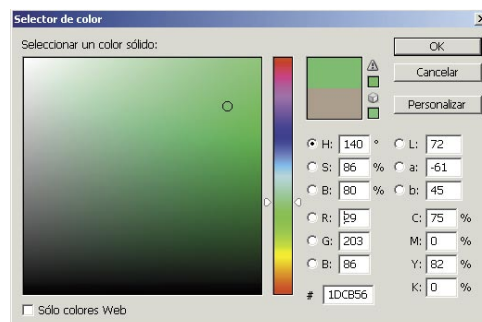 Selector de color
Seleccionar un color sólido:
OK
Cancelar
Personalizar
H: 140 °
S: 86 %
B: 80 %
R: 29
G: 203
B: 86
# 1DCB56
L: 72
a: -61
b: 45
C: 75 %
M: 0 %
Y: 82 %
K: 0 %
Sólo colores Web